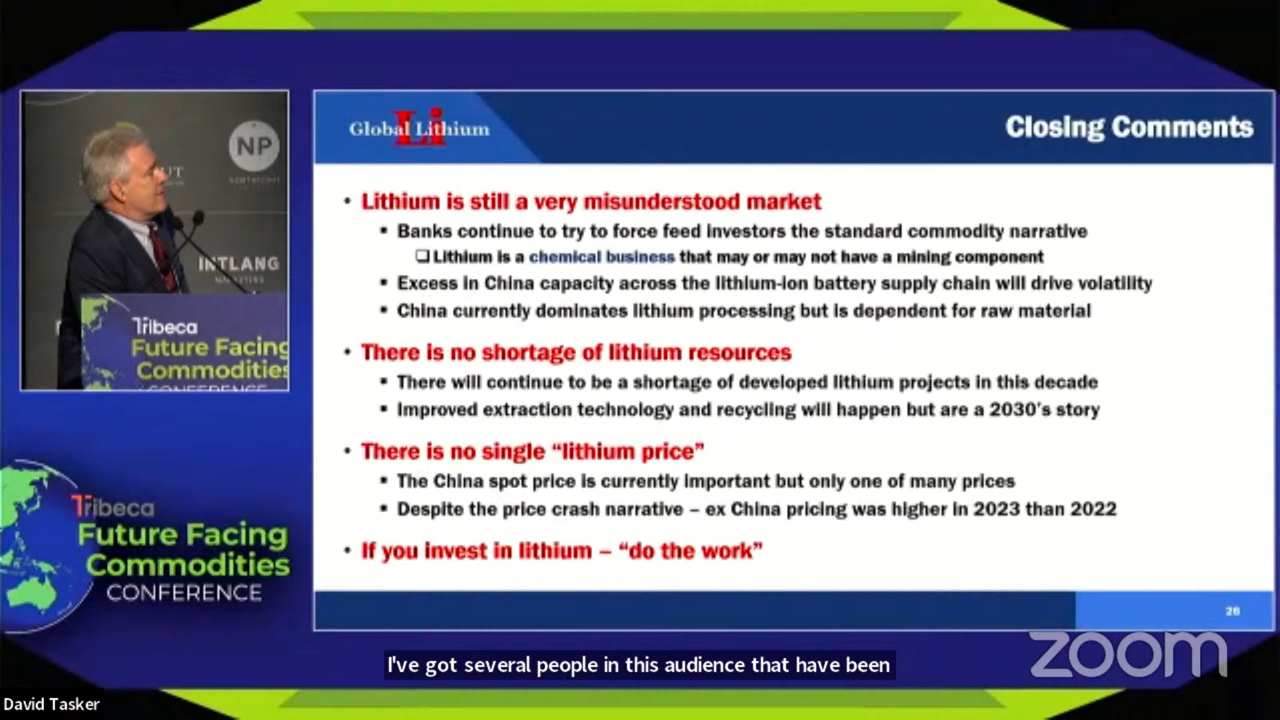 NP
INTLANG
Tribeca
Future Facing
Commodities
CONFERENCE
Global Lithium
Li
Closing Comments
• Lithium is still a very misunderstood market
▪ Banks continue to try to force feed investors the standard commodity narrative
❑ Lithium is a chemical business that may or may not have a mining component
▪ Excess in China capacity across the lithium-ion battery supply chain will drive volatility
▪ China currently dominates lithium processing but is dependent for raw material
• There is no shortage of lithium resources
▪ There will continue to be a shortage of developed lithium projects in this decade
▪ Improved extraction technology and recycling will happen but are a 2030's story
• There is no single “lithium price”
▪ The China spot price is currently important but only one of many prices
▪ Despite the price crash narrative – ex China pricing was higher in 2023 than 2022
• If you invest in lithium – “do the work”
26
Tribeca
Future Facing
Commodities
CONFERENCE
zoom
I've got several people in this audience that have been
David Tasker